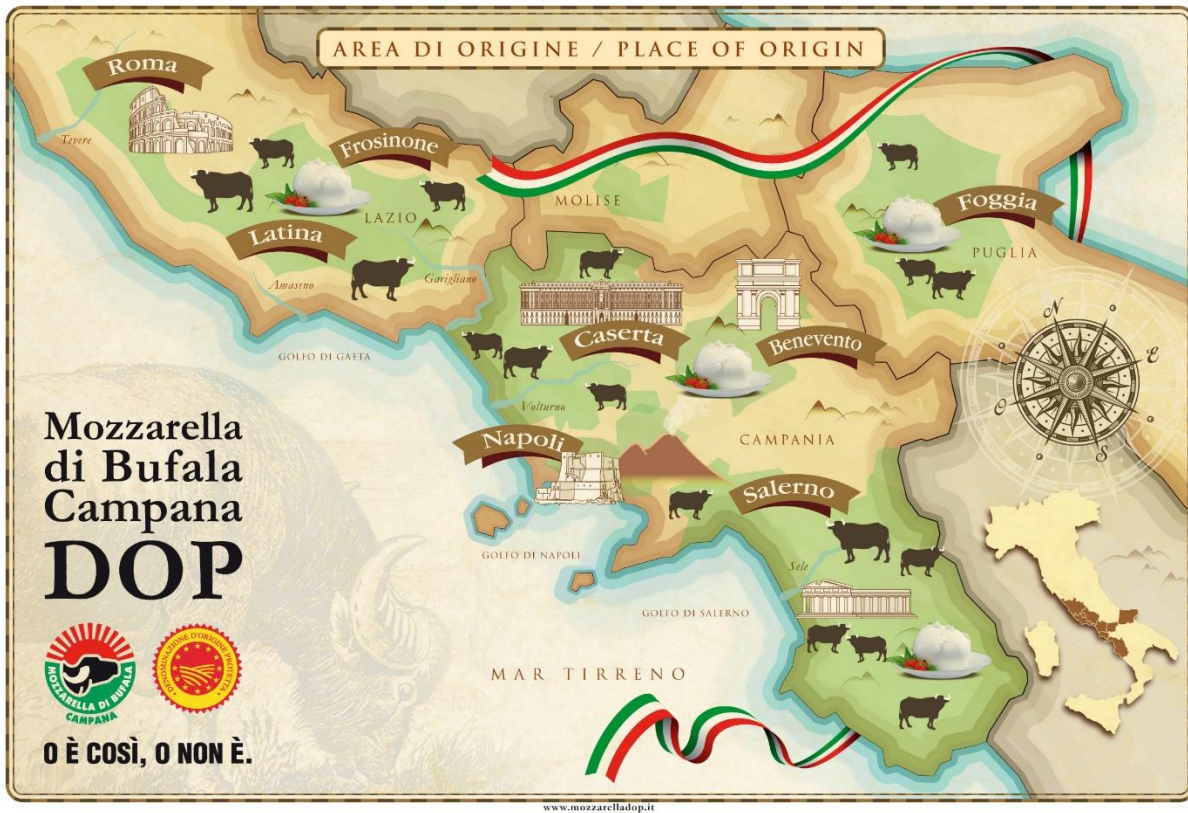 AREA DI ORIGINE / PLACE OF ORIGIN
Roma
Tevere
Frosinone
LAZIO
Latina
Amaseno
Garigliano
GOLFO DI GAETA
MOLISE
Foggia
PUGLIA
Caserta
Benevento
Volturno
Napoli
CAMPANIA
Salerno
GOLFO DI NAPOLI
Sele
GOLFO DI SALERNO
MAR TIRRENO
N
E
S
O
Mozzarella
di Bufala
Campana
DOP
MOZZARELLA DI BUFALA
CAMPANA
DENOMINAZIONE D'ORIGINE PROTETTA
O È COSÌ, O NON È.
www.mozzarelladop.it